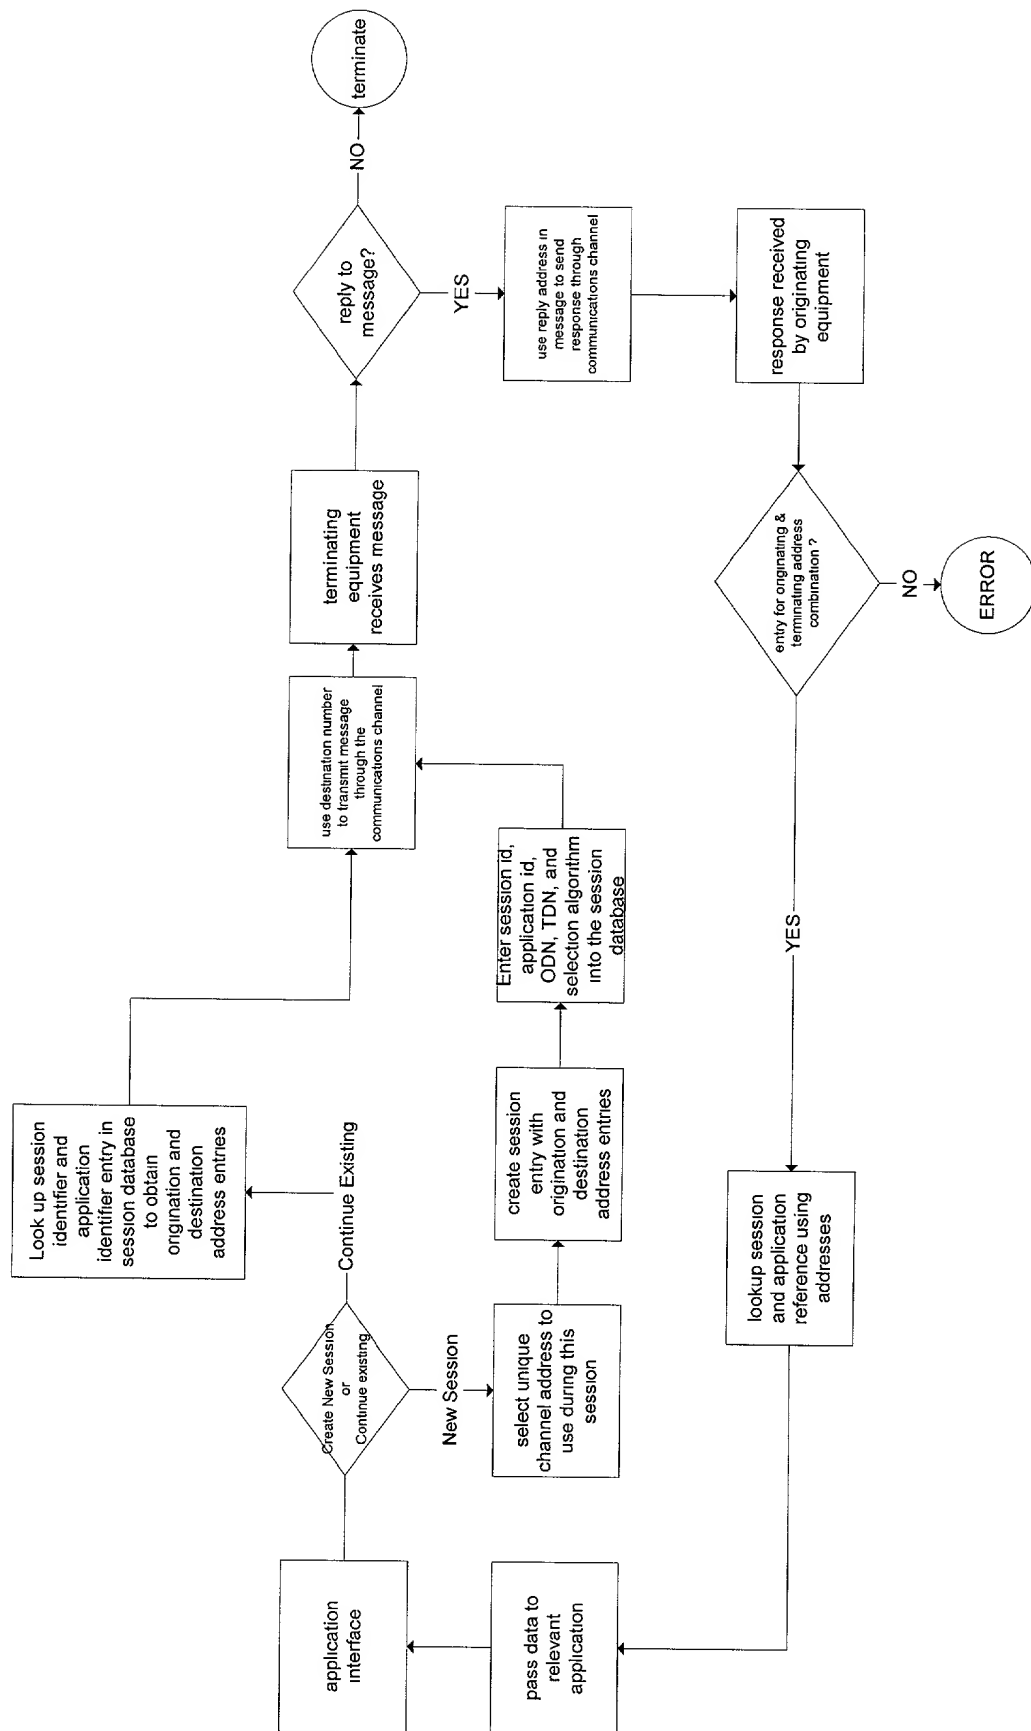 application
interface
Create New Session
or
Continue existing
Continue Existing
Look up session
identifier and
application
identifier entry in
session database
to obtain
origination and
destination
address entries
New Session
select unique
channel address to
use during this
session
create session
entry with
origination and
destination
address entries
Enter session id,
application id,
ODN, TDN, and
selection algorithm
into the session
database
use destination number
to transmit message
through the
communications channel
terminating
equipment
receives message
reply to
message?
NO
terminate
YES
use reply address in
message to send
response through
communications channel
response received
by originating
equipment
entry for originating &
terminating address
combination ?
NO
ERROR
YES
lookup session
and application
reference using
addresses
pass data to
relevant
application